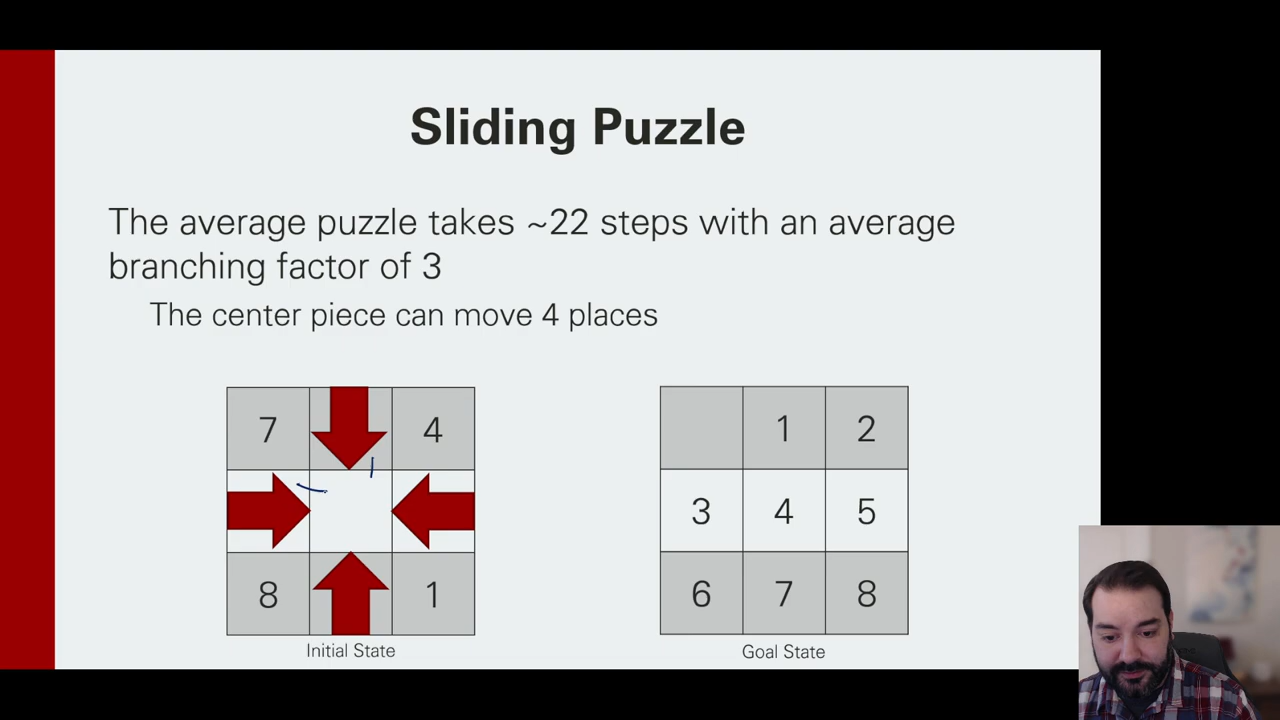 Sliding Puzzle
The average puzzle takes ~22 steps with an average
branching factor of 3
The center piece can move 4 places
7 4
8 1
Initial State
1 2
3 4 5
6 7 8
Goal State